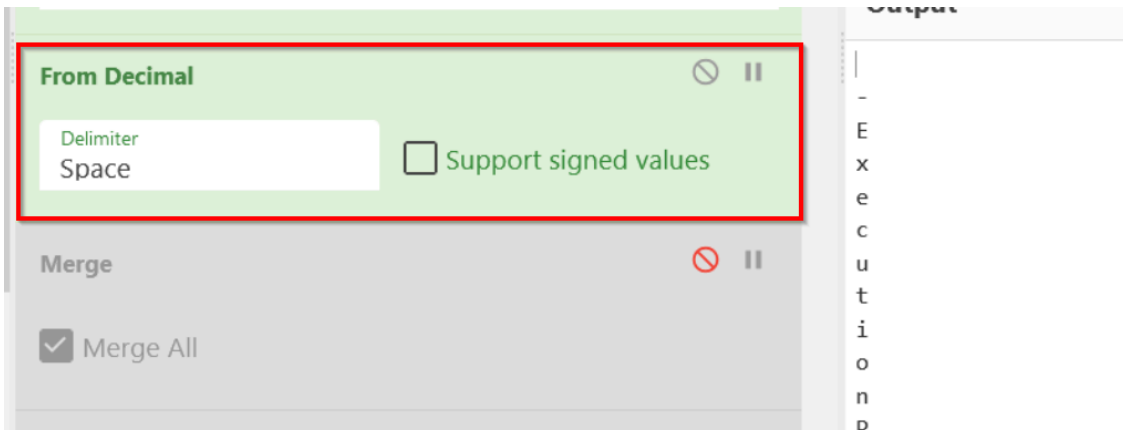 Output
From Decimal
Delimiter
Space
Support signed values
Merge
Merge All
-
E
x
e
c
u
t
i
o
n